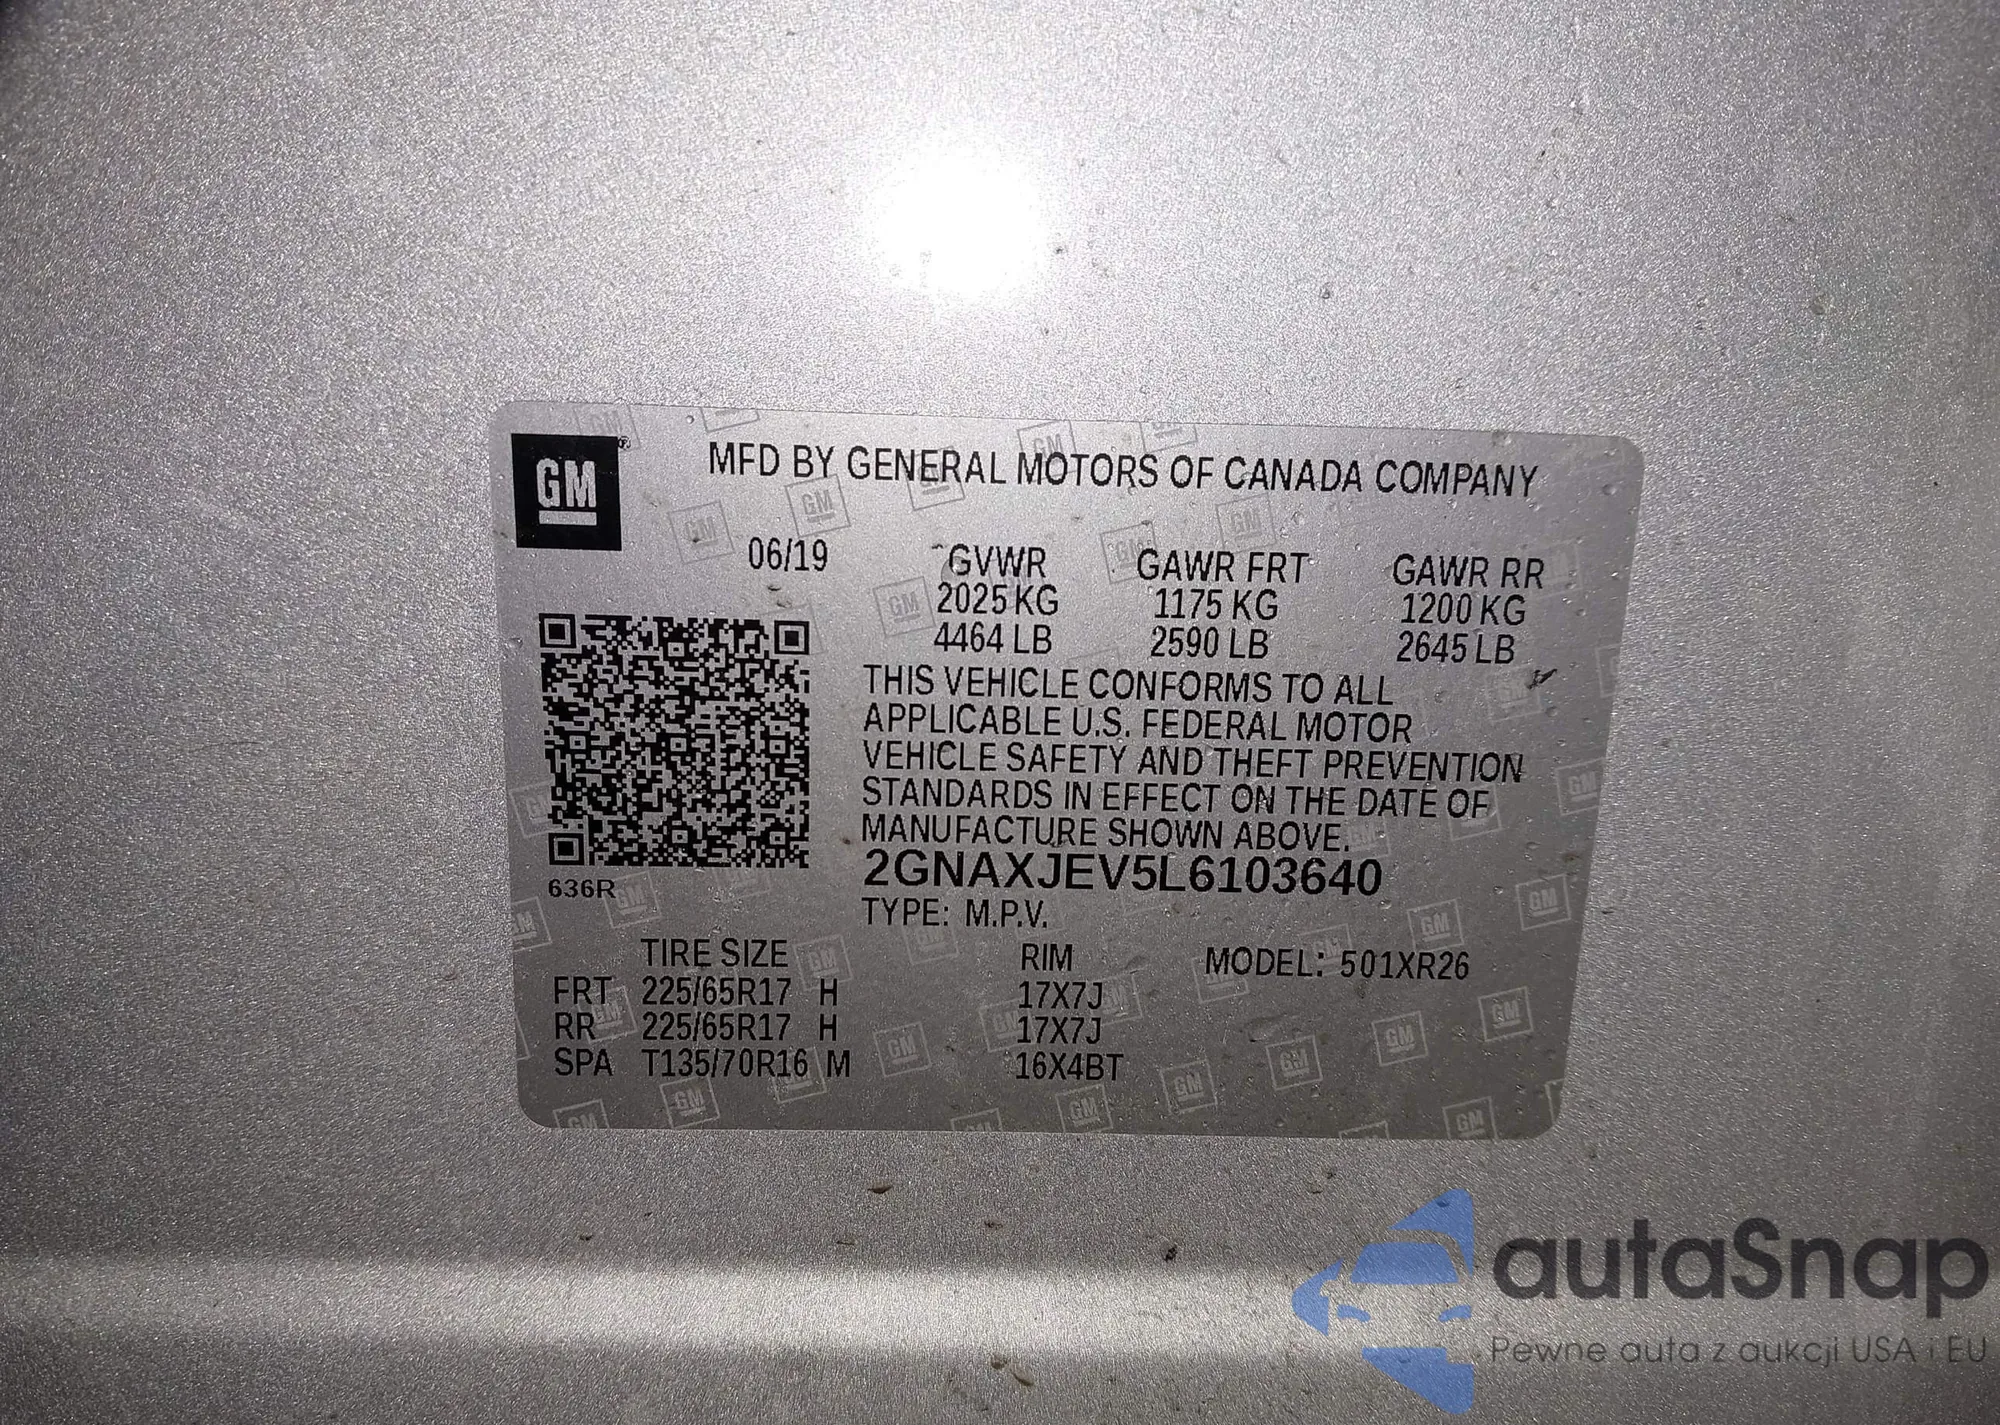 GM®
MFD BY GENERAL MOTORS OF CANADA COMPANY
06/19 GVWR GAWR FRT GAWR RR
2025 KG 1175 KG 1200 KG
4464 LB 2590 LB 2645 LB
THIS VEHICLE CONFORMS TO ALL
APPLICABLE U.S. FEDERAL MOTOR
VEHICLE SAFETY AND THEFT PREVENTION
STANDARDS IN EFFECT ON THE DATE OF
MANUFACTURE SHOWN ABOVE.
2GNAXJEV5L6103640
636R
TYPE: M.P.V.
TIRE SIZE RIM MODEL: 501XR26
FRT 225/65R17 H 17X7J
RR 225/65R17 H 17X7J
SPA T135/70R16 M 16X4BT
autaSnap
Pewne auta z aukcji USA i EU